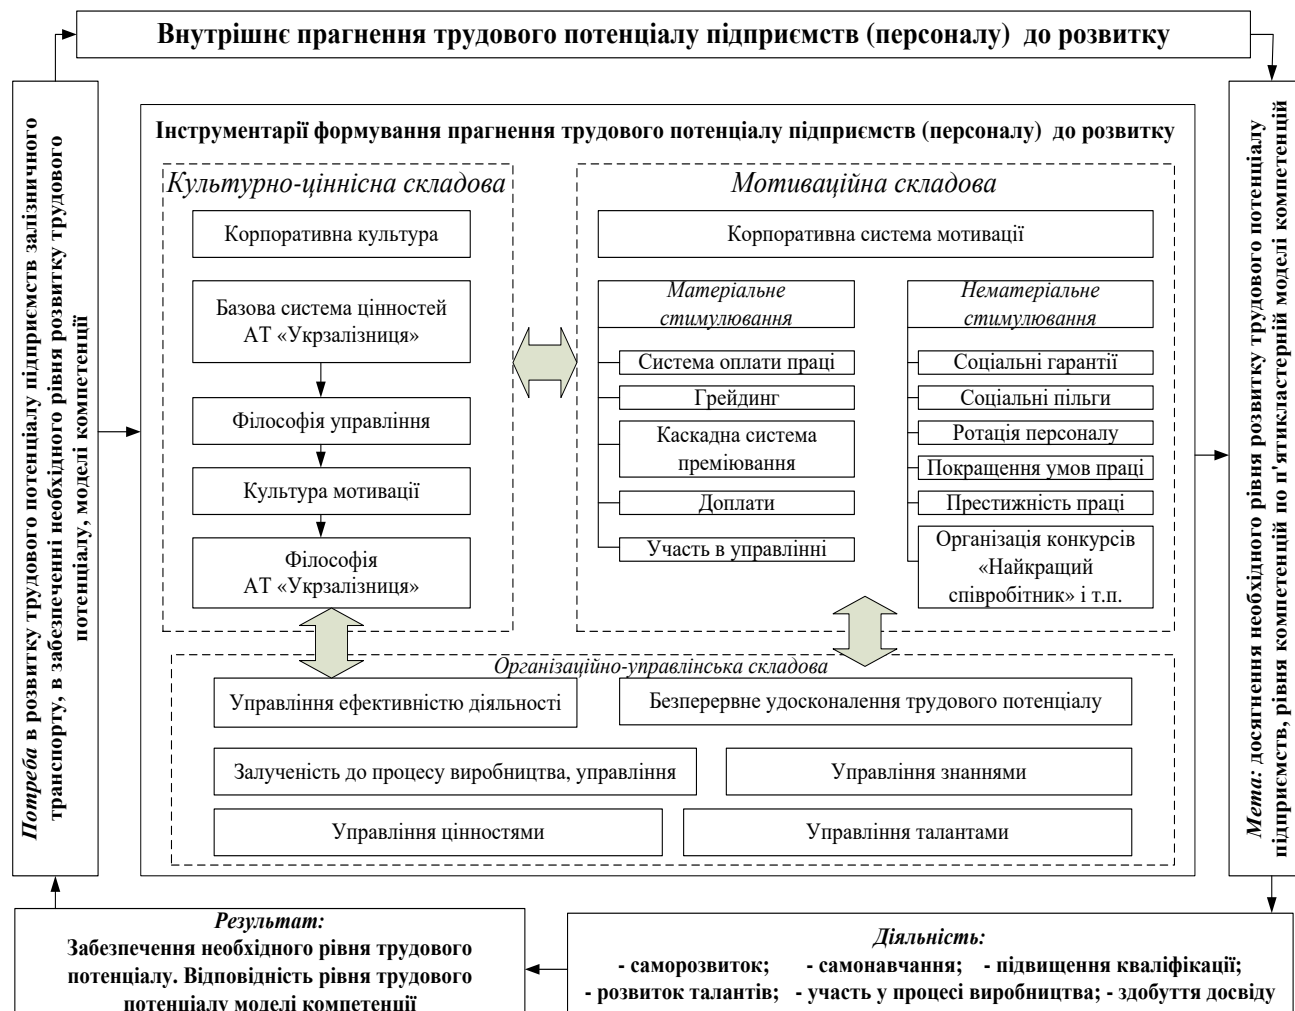 Внутрішнє прагнення трудового потенціалу підприємств (персоналу) до розвитку
Потреба в розвитку трудового потенціалу підприємств залізничного
транспорту, в забезпеченні необхідного рівня розвитку трудового
потенціалу, моделі компетенції
Інструментарії формування прагнення трудового потенціалу підприємств (персоналу) до розвитку
Культурно-ціннісна складова
Корпоративна культура
Базова система цінностей
АТ «Укрзалізниця»
Філософія управління
Культура мотивації
Філософія
АТ «Укрзалізниця»
Мотиваційна складова
Корпоративна система мотивації
Матеріальне
стимулювання
Система оплати праці
Грейдинг
Каскадна система
преміювання
Доплати
Участь в управлінні
Нематеріальне
стимулювання
Соціальні гарантії
Соціальні пільги
Ротація персоналу
Покращення умов праці
Престижність праці
Організація конкурсів
«Найкращий
співробітник» і т.п.
Організаційно-управлінська складова
Управління ефективністю діяльності
Безперервне удосконалення трудового потенціалу
Залученість до процесу виробництва, управління
Управління знаннями
Управління цінностями
Управління талантами
Мета: досягнення необхідного рівня розвитку трудового потенціалу
підприємств, рівня компетенцій по п'ятикластерній моделі компетенцій
Результат:
Забезпечення необхідного рівня трудового
потенціалу. Відповідність рівня трудового
потенціалу моделі компетенції
Діяльність:
- саморозвиток; - самонавчання; - підвищення кваліфікації;
- розвиток талантів; - участь у процесі виробництва; - здобуття досвіду